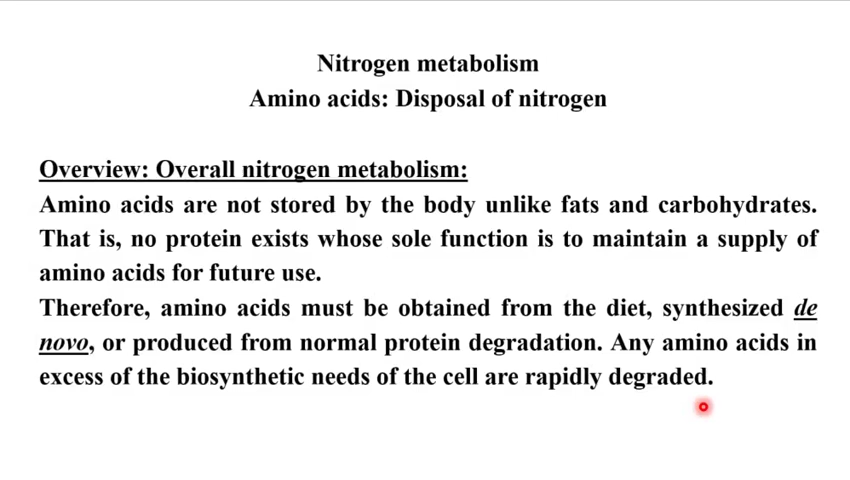 Nitrogen metabolism
Amino acids: Disposal of nitrogen
Overview: Overall nitrogen metabolism:
Amino acids are not stored by the body unlike fats and carbohydrates.
That is, no protein exists whose sole function is to maintain a supply of
amino acids for future use.
Therefore, amino acids must be obtained from the diet, synthesized de
novo, or produced from normal protein degradation. Any amino acids in
excess of the biosynthetic needs of the cell are rapidly degraded.